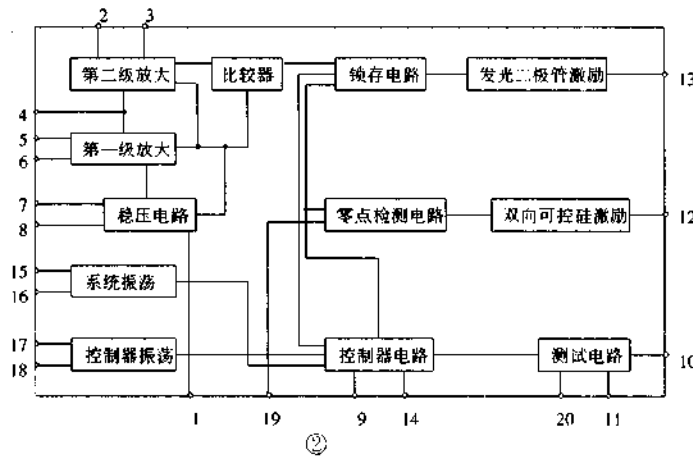 2 3
第二级放大 比较器 锁存电路 发光二极管激励 13
4
5
6 第一级放大
7
8 稳压电路 零点检测电路 双向可控硅激励 12
15
16 系统振荡
17
18 控制器振荡 控制器电路 测试电路 10
1 19 9 14 20 11
②